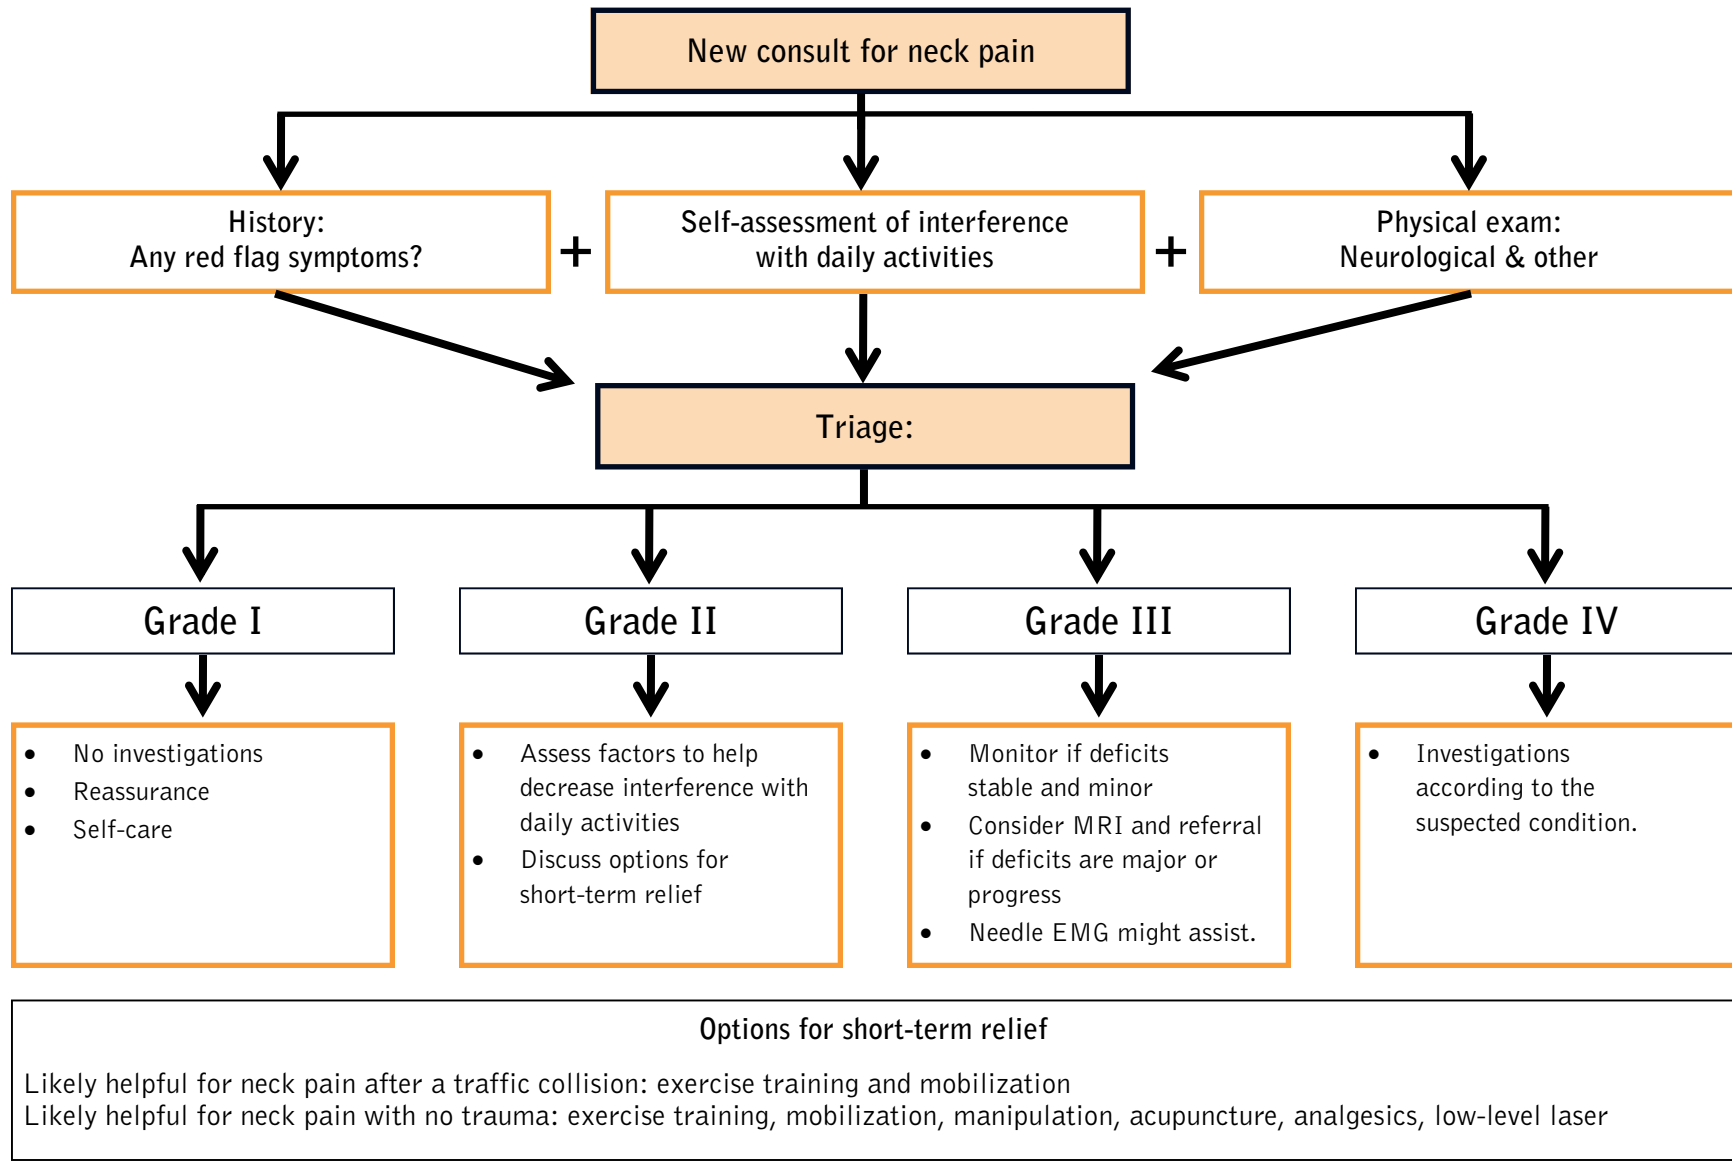 New consult for neck pain
History:
Any red flag symptoms?
+
Self-assessment of interference
with daily activities
+
Physical exam:
Neurological & other
Triage:
Grade I
Grade II
Grade III
Grade IV
• No investigations
• Reassurance
• Self-care
• Assess factors to help
decrease interference with
daily activities
• Discuss options for
short-term relief
• Monitor if deficits
stable and minor
• Consider MRI and referral
if deficits are major or
progress
• Needle EMG might assist.
• Investigations
according to the
suspected condition.
Options for short-term relief
Likely helpful for neck pain after a traffic collision: exercise training and mobilization
Likely helpful for neck pain with no trauma: exercise training, mobilization, manipulation, acupuncture, analgesics, low-level laser